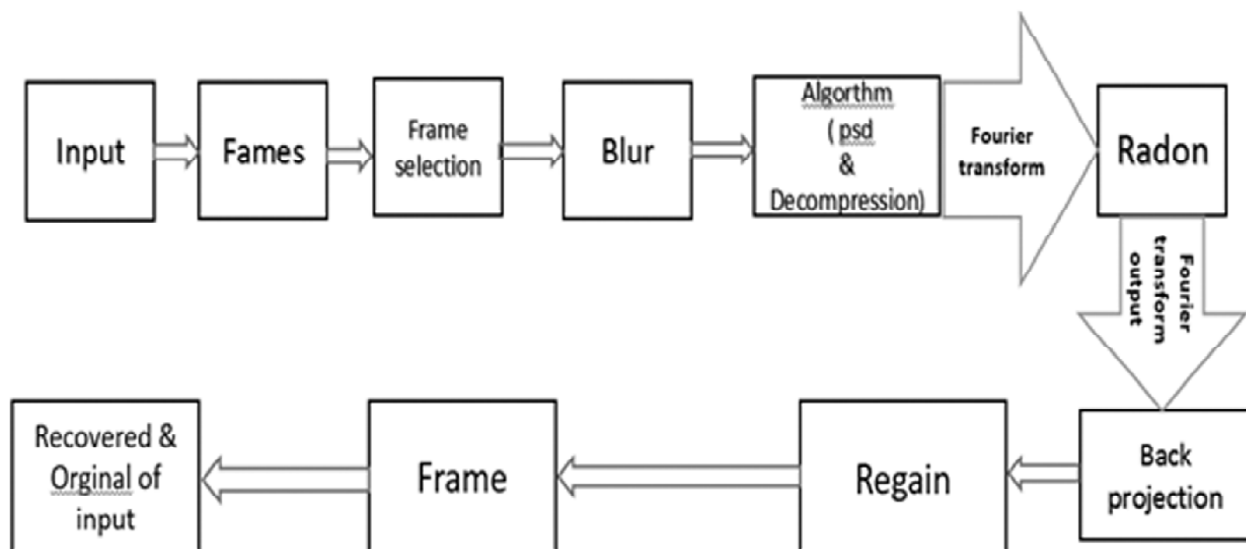 Input
Fames
Frame
selection
Blur
Algorthm
( psd
&
Decompression)
Fourier
transform
Radon
Fourier
transform
output
Back
projection
Regain
Frame
Recovered &
Orginal of
input